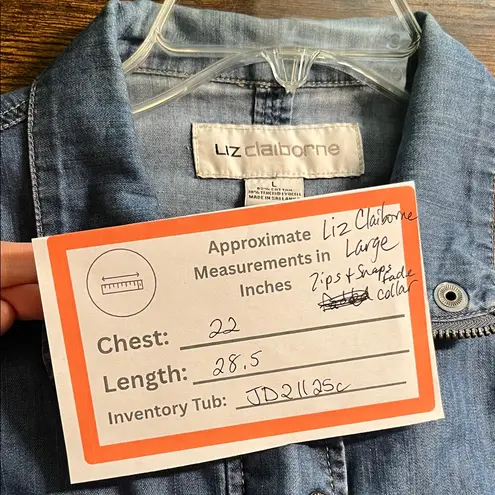 Liz claiborne
L
MADE IN SRI LANKA
Approximate
Measurements in
Inches
Liz Claiborne
Large
Zips + Snaps
fade
collar
Chest: 22
Length: 28.5
Inventory Tub: JD21125c